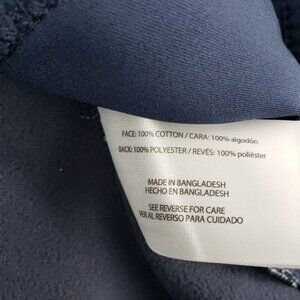 FACE: 100% COTTON / CARA: 100% algodón
BACK: 100% POLYESTER / REVÉS: 100% poliéster
MADE IN BANGLADESH
HECHO EN BANGLADESH
SEE REVERSE FOR CARE
VER AL REVERSO PARA CUIDADO